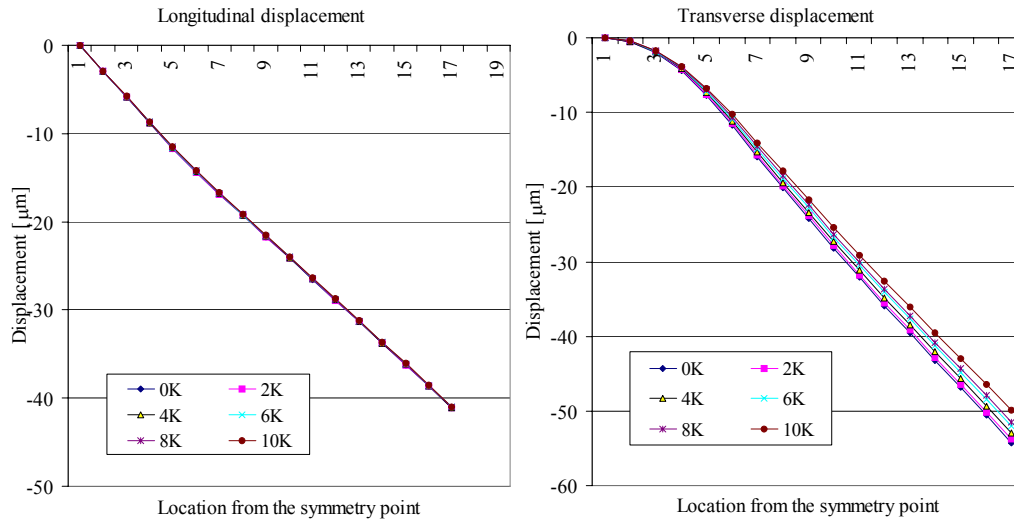 Longitudinal displacement
0
-10
-20
-30
-40
-50
1
3
5
7
9
11
13
15
17
19
Displacement [μm]
0K
2K
4K
6K
8K
10K
Location from the symmetry point
Transverse displacement
0
-10
-20
-30
-40
-50
-60
1
3
5
7
9
11
13
15
17
Displacement [μm]
0K
2K
4K
6K
8K
10K
Location from the symmetry point